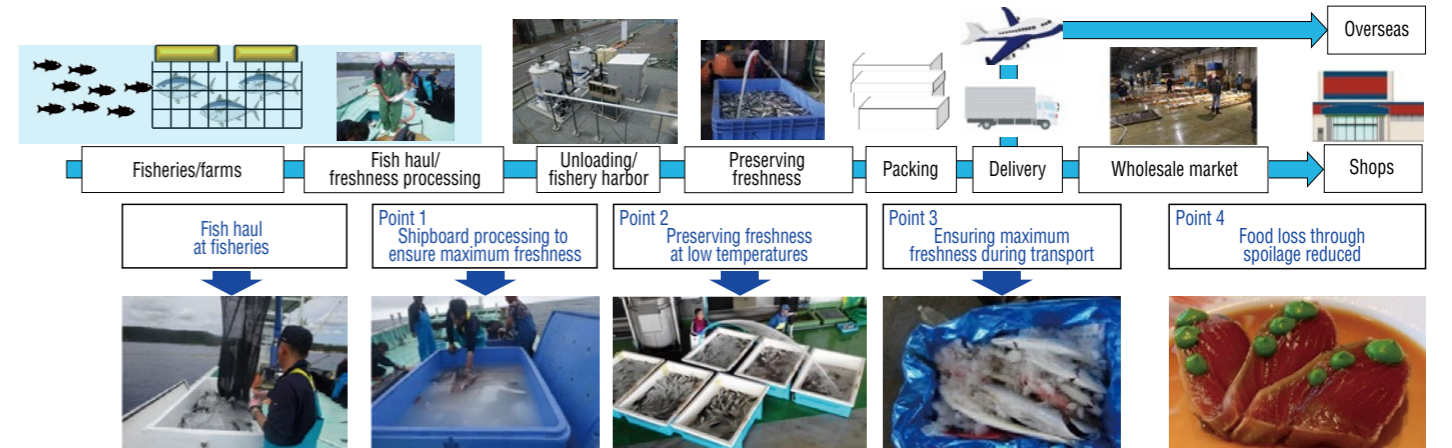 Overseas
Fisheries/farms
Fish haul/
freshness processing
Unloading/
fishery harbor
Preserving
freshness
Packing
Delivery
Wholesale market
Shops
Fish haul
at fisheries
Point 1
Shipboard processing to
ensure maximum freshness
Point 2
Preserving freshness
at low temperatures
Point 3
Ensuring maximum
freshness during transport
Point 4
Food loss through
spoilage reduced